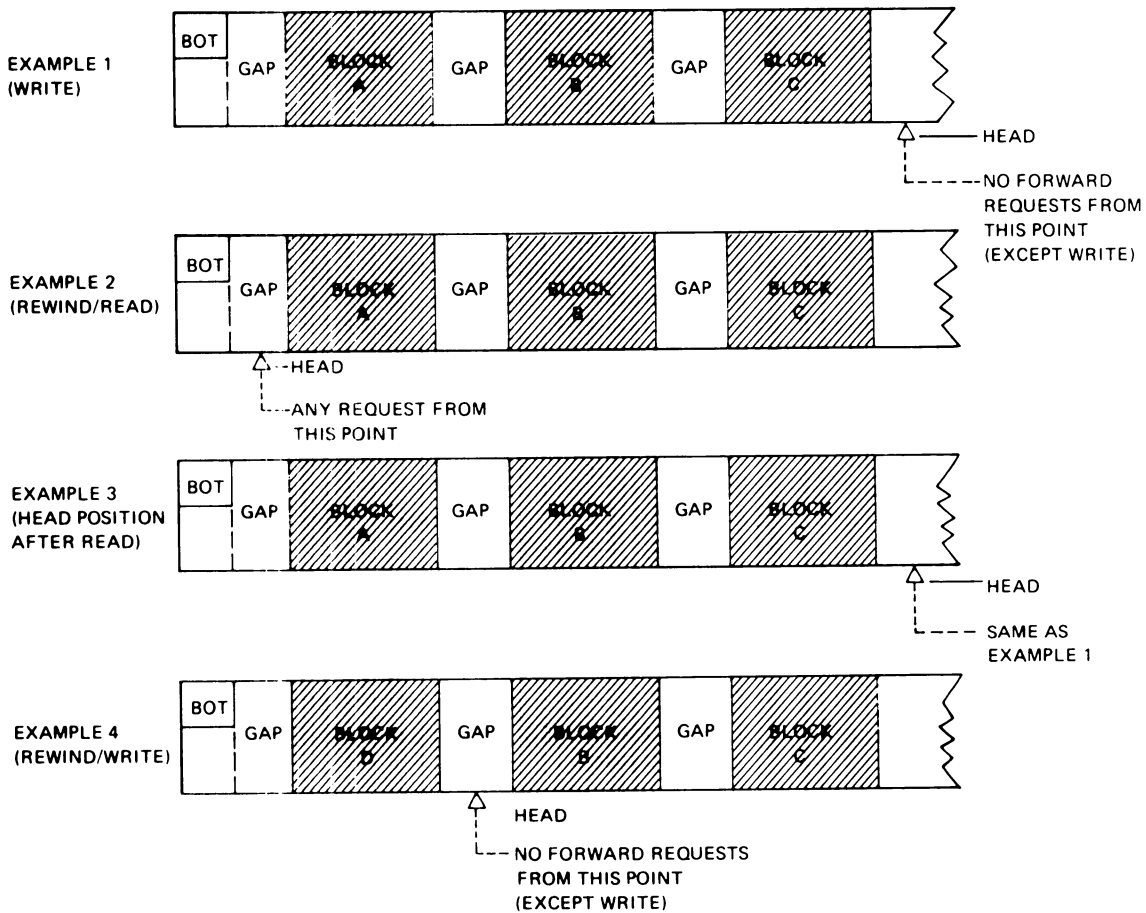 EXAMPLE 1
(WRITE)
BOT
GAP
BLOCK
A
GAP
BLOCK
B
GAP
BLOCK
C
HEAD
NO FORWARD
REQUESTS FROM
THIS POINT
(EXCEPT WRITE)
EXAMPLE 2
(REWIND/READ)
BOT
GAP
BLOCK
A
GAP
BLOCK
B
GAP
BLOCK
C
HEAD
ANY REQUEST FROM
THIS POINT
EXAMPLE 3
(HEAD POSITION
AFTER READ)
BOT
GAP
BLOCK
A
GAP
BLOCK
B
GAP
BLOCK
C
HEAD
SAME AS
EXAMPLE 1
EXAMPLE 4
(REWIND/WRITE)
BOT
GAP
BLOCK
D
GAP
BLOCK
B
GAP
BLOCK
C
HEAD
NO FORWARD REQUESTS
FROM THIS POINT
(EXCEPT WRITE)